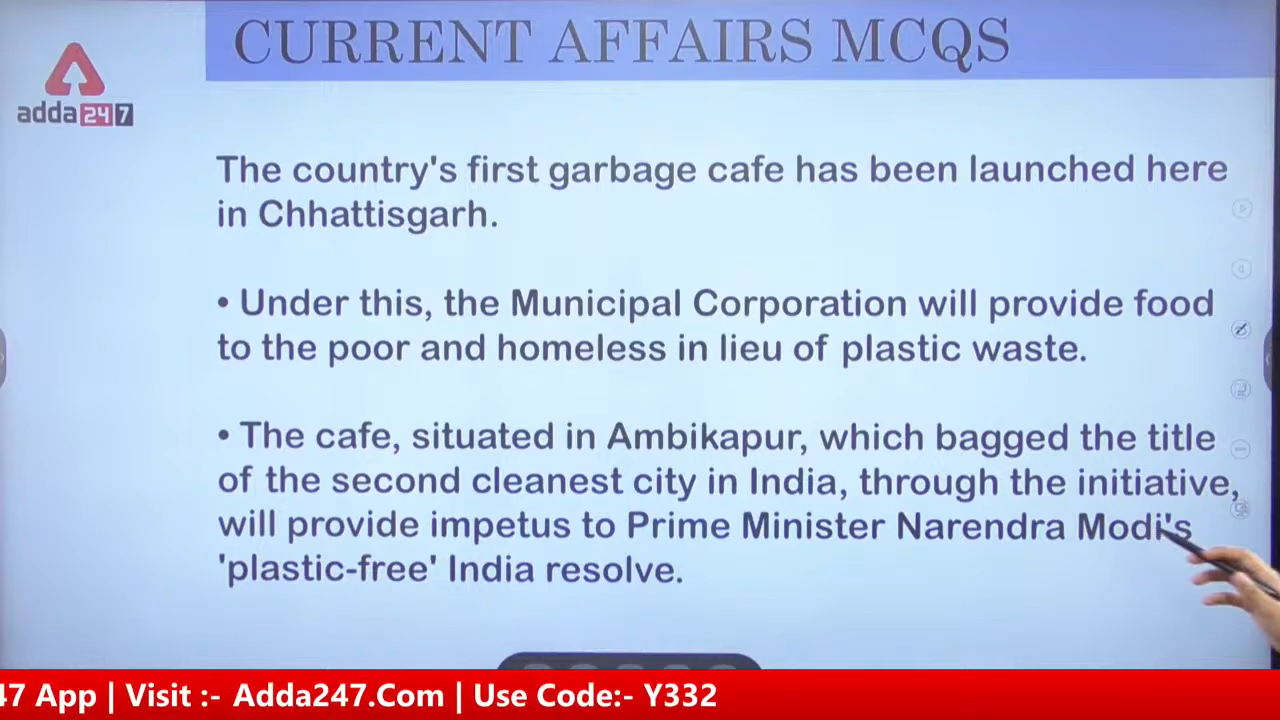 CURRENT AFFAIRS MCQS
adda247
The country's first garbage cafe has been launched here
in Chhattisgarh.
• Under this, the Municipal Corporation will provide food
to the poor and homeless in lieu of plastic waste.
• The cafe, situated in Ambikapur, which bagged the title
of the second cleanest city in India, through the initiative,
will provide impetus to Prime Minister Narendra Modi's
'plastic-free' India resolve.
47 App | Visit :- Adda247.Com | Use Code:- Y332